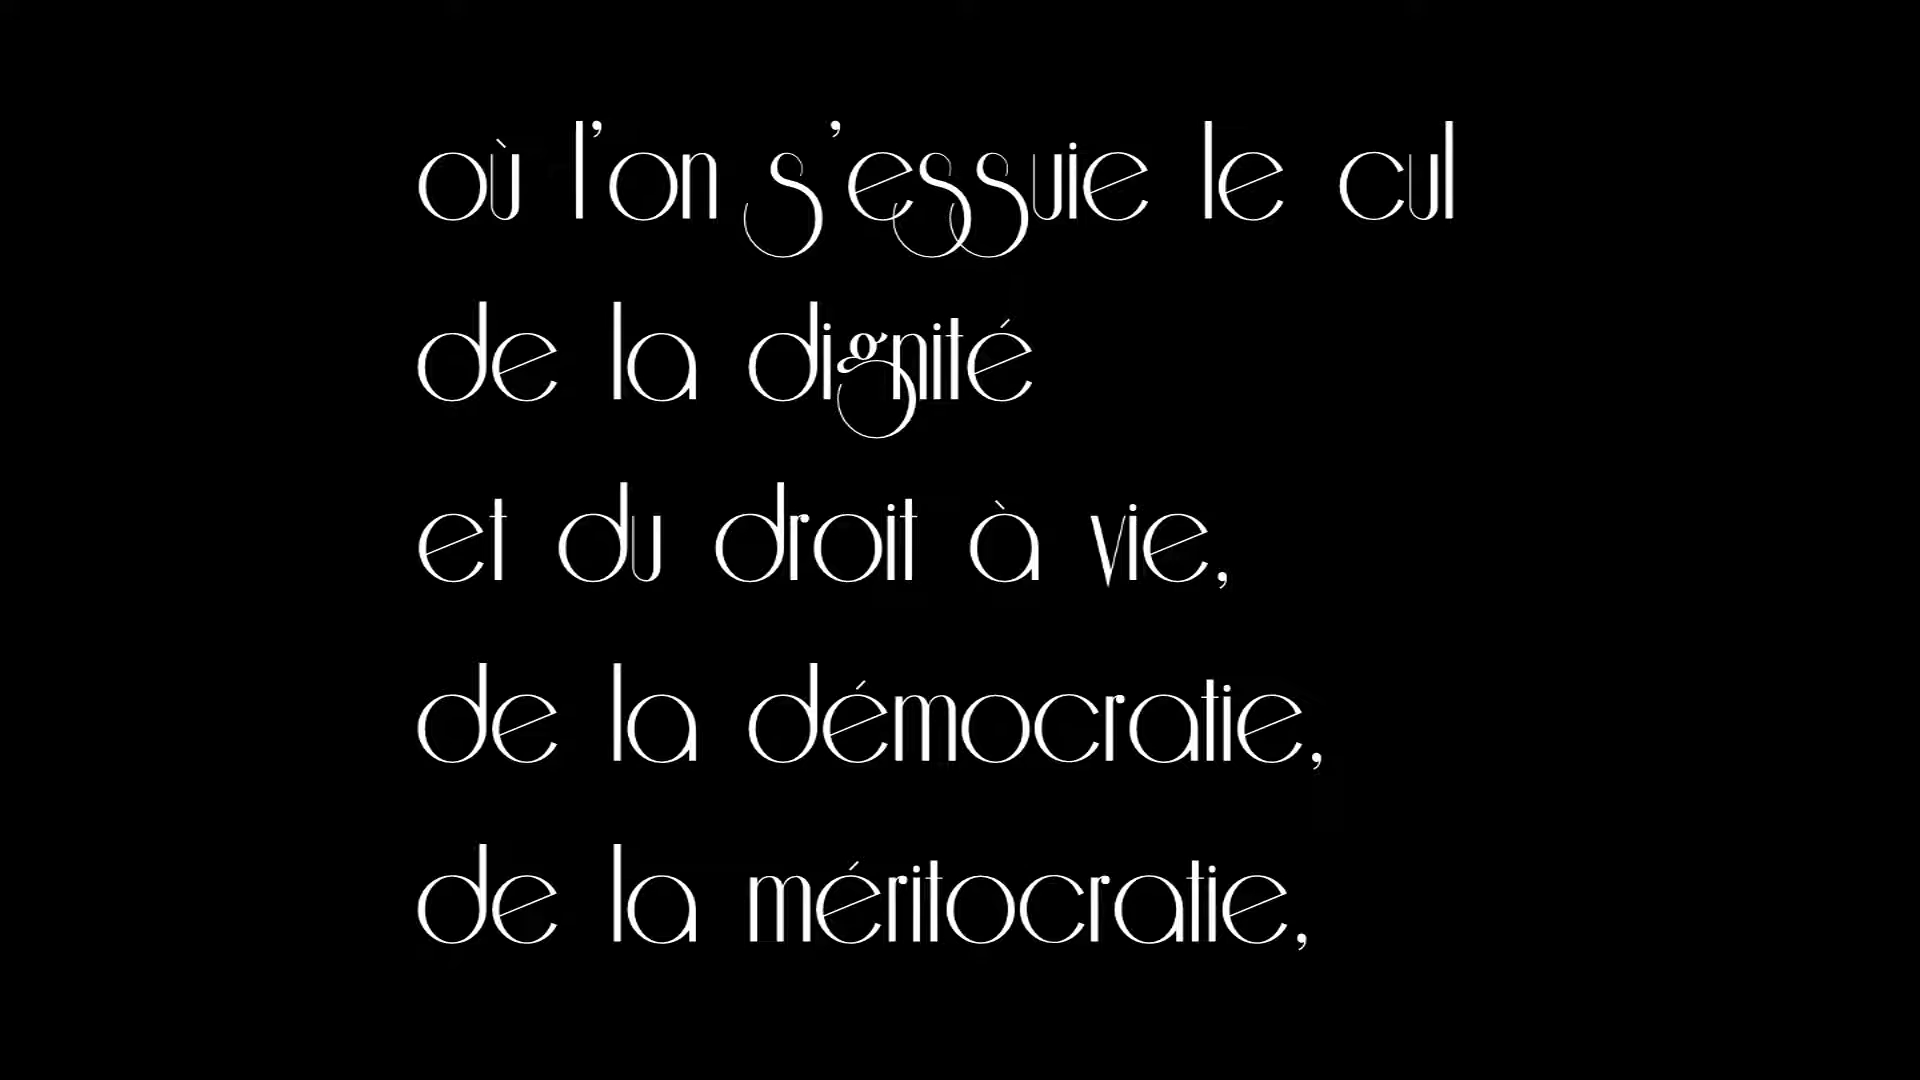 où l'on s'essuie le cul
de la dignité
et du droit à vie,
de la démocratie,
de la méritocratie,